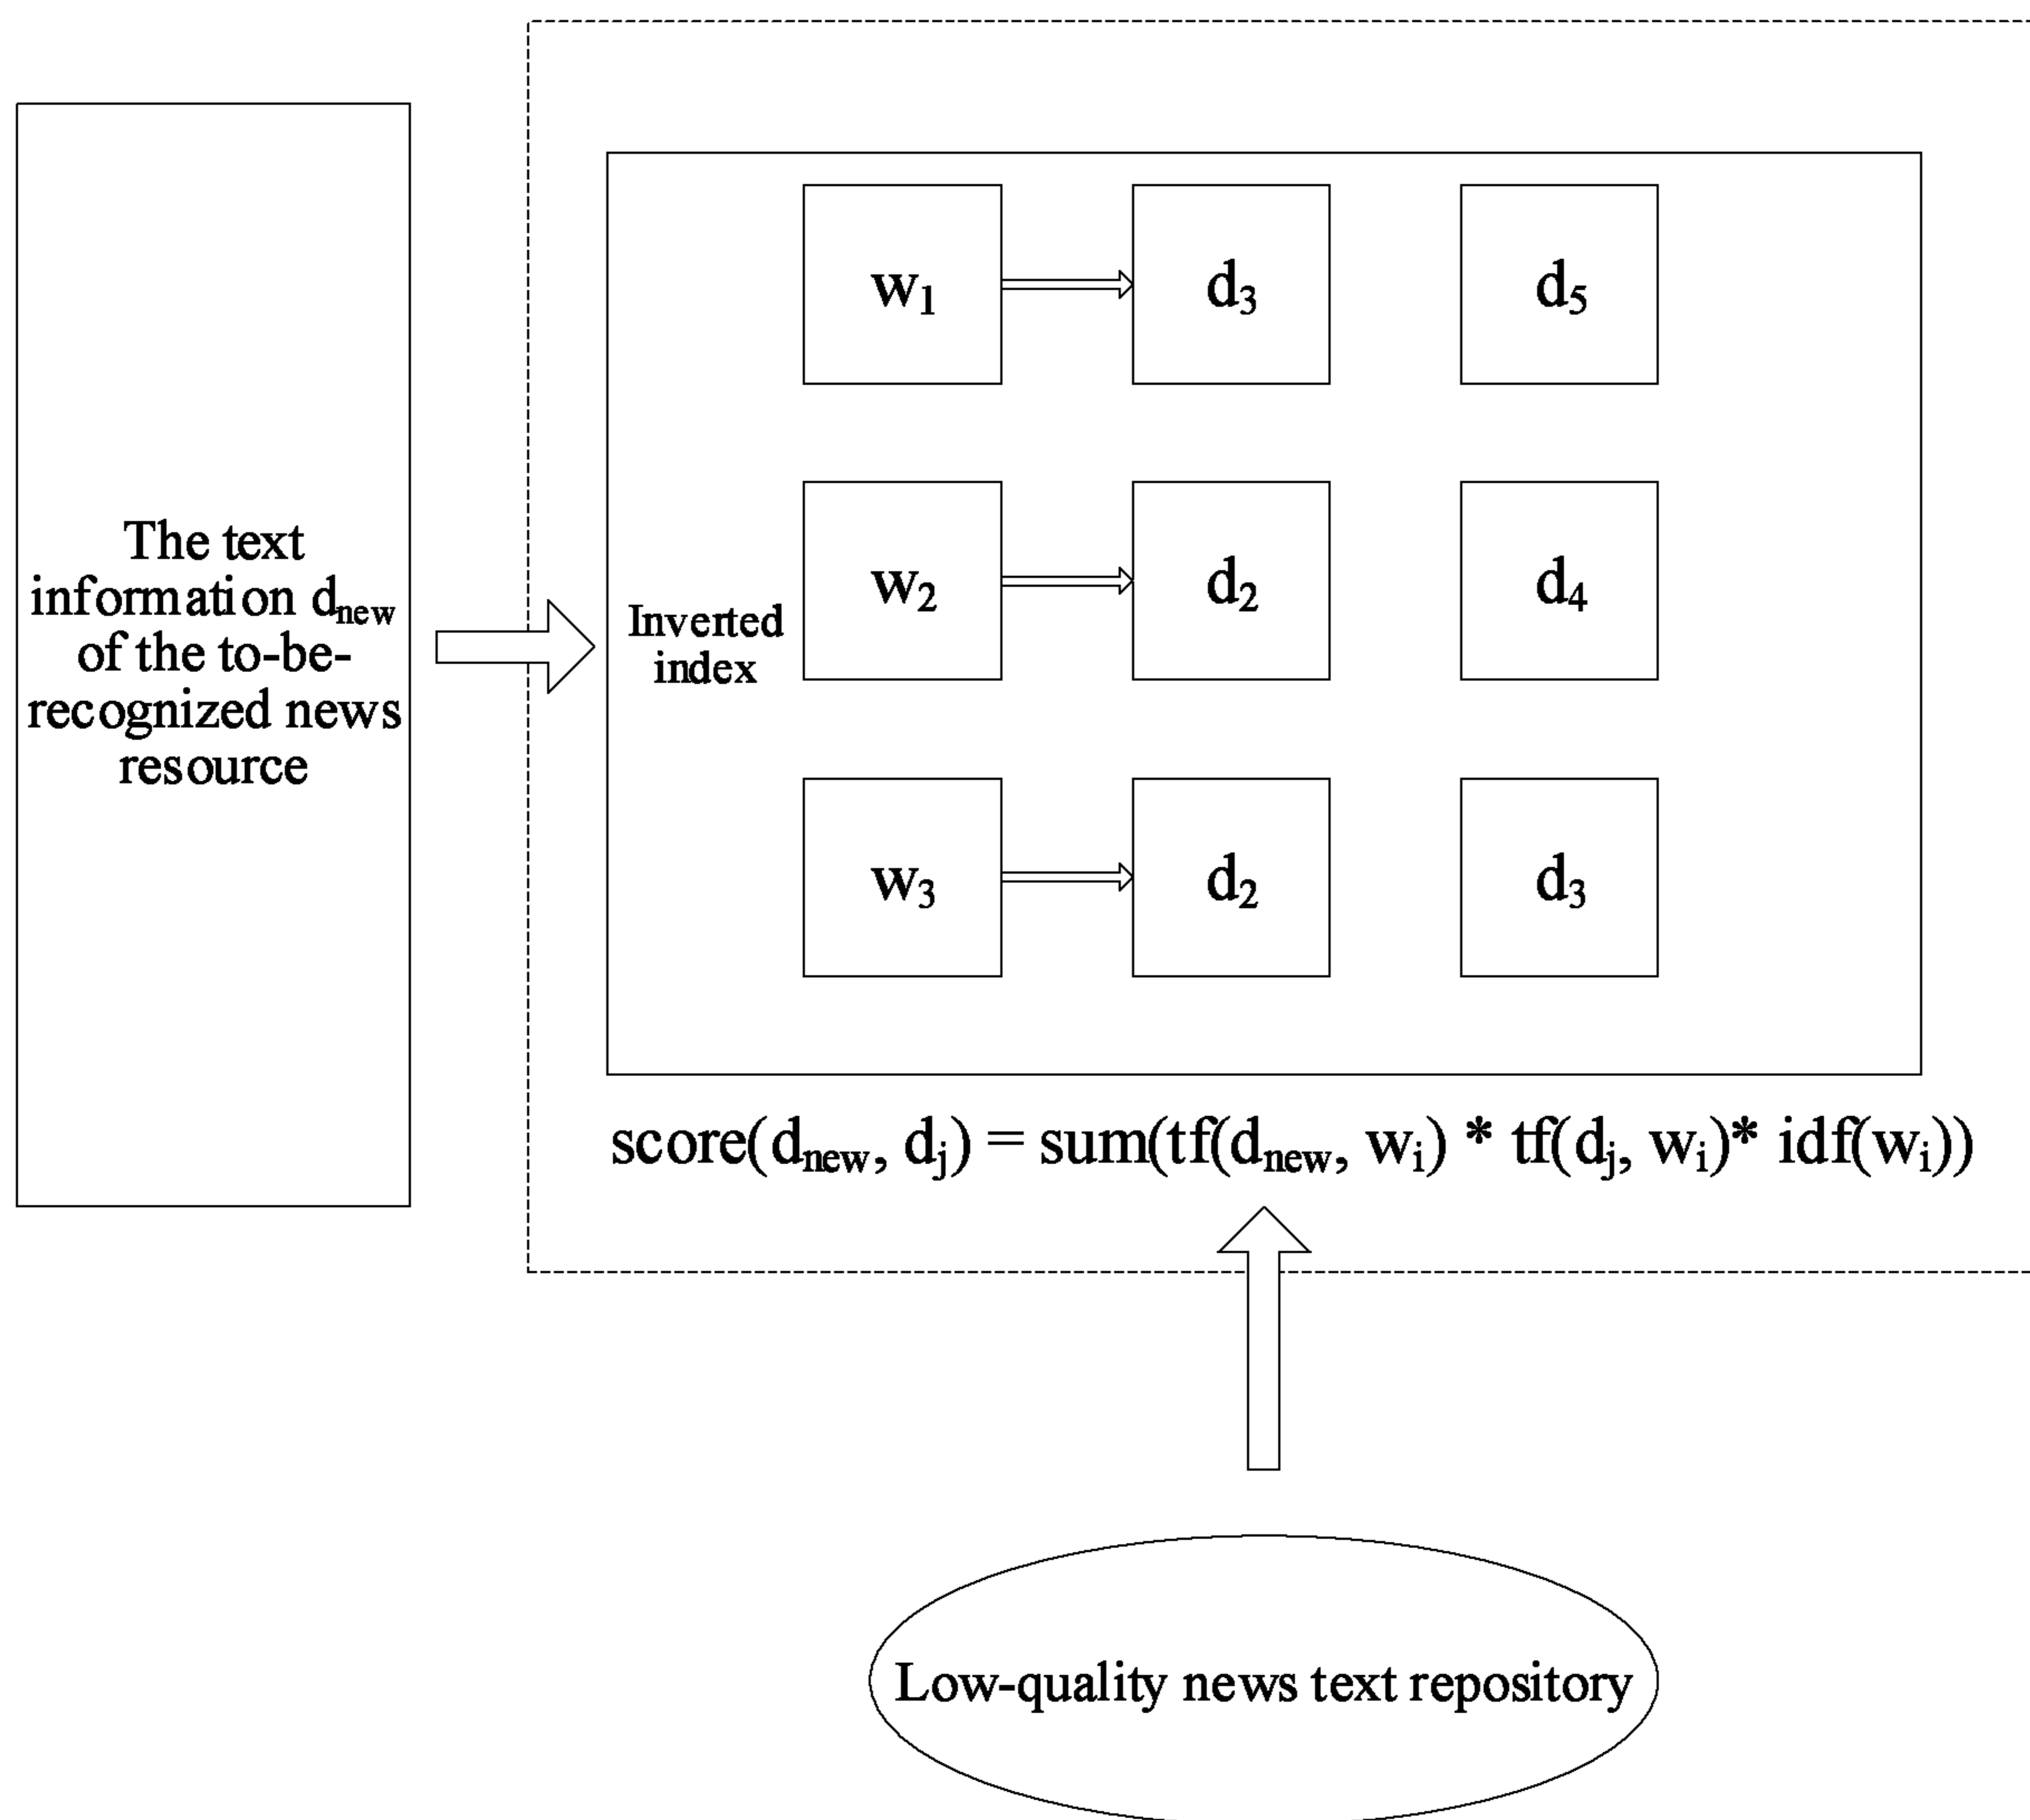 The text
information dnew
of the to-be-
recognized news
resource
Inverted
index
w1
d3
d5
w2
d2
d4
w3
d2
d3
score(dnew, dj) = sum(tf(dnew, wi) * tf(dj, wi)* idf(wi))
Low-quality news text repository